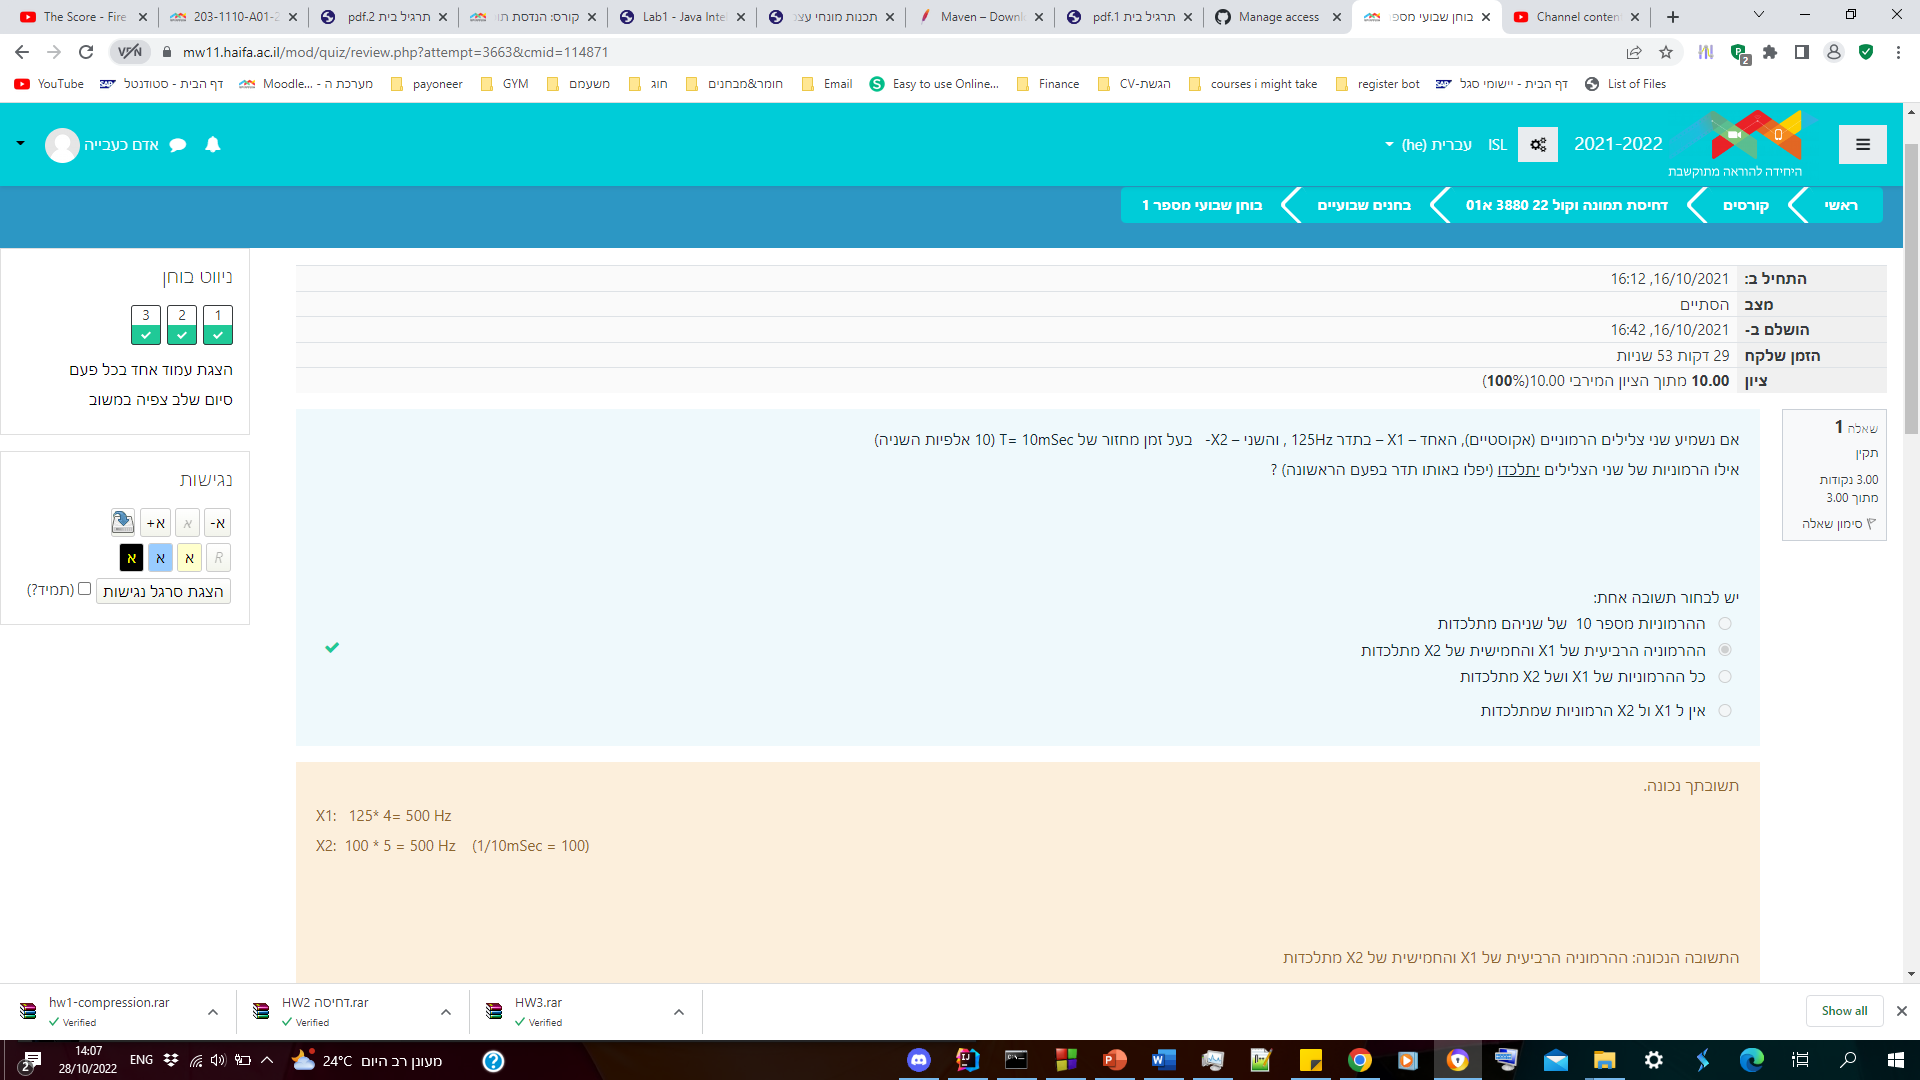 The Score - Fire
203-1110-A01-2
תרגיל בית 2.pdf
קורס: הנדסת תו
Lab1 - Java Inte
תכנות מונחי עצ
Maven – Downl
תרגיל בית 1.pdf
Manage access
בוחן שבועי מספ
Channel conten
VPN
mw11.haifa.ac.il/mod/quiz/review.php?attempt=3663&cmid=114871
2
YouTube
דף הבית - סטודנטל
Moodle... - מערכת ה
payoneer
GYM
משעמם
חוג
חומר&מבחנים
Email
Easy to use Online...
Finance
הגשת-CV
courses i might take
register bot
דף הבית - יישומי סגל
List of Files
2021-2022
ISL
עברית ‎(he)‎
אדם כעבייה
היחידה להוראה מתוקשבת
ראשי
קורסים
דחיסת תמונה וקול 22 3880 א01
בחנים שבועיים
בוחן שבועי מספר 1
ניווט בוחן
1
2
3
הצגת עמוד אחד בכל פעם
סיום שלב צפיה במשוב
נגישות
א-
א
א+
R
א
א
א
הצגת סרגל נגישות
(תמיד?)
התחיל ב: 16/10/2021, 16:12
מצב הסתיים
הושלם ב- 16/10/2021, 16:42
הזמן שלקח 29 דקות 53 שניות
ציון 10.00 מתוך הציון המירבי 10.00(100%)
שאלה 1
תקין
3.00 נקודות
מתוך 3.00
סימון שאלה
אם נשמיע שני צלילים הרמוניים (אקוסטיים), האחד – X1 – בתדר 125Hz , והשני – X2- בעל זמן מחזור של T= 10mSec (10 אלפיות השניה)
אילו הרמוניות של שני הצלילים יתלכדו (יפלו באותו תדר בפעם הראשונה) ?
יש לבחור תשובה אחת:
ההרמוניות מספר 10 של שניהם מתלכדות
ההרמוניה הרביעית של X1 והחמישית של X2 מתלכדות
כל ההרמוניות של X1 ושל X2 מתלכדות
אין ל X1 ול X2 הרמוניות שמתלכדות
תשובתך נכונה.
X1: 125* 4= 500 Hz
X2: 100 * 5 = 500 Hz (1/10mSec = 100)
התשובה הנכונה: ההרמוניה הרביעית של X1 והחמישית של X2 מתלכדות
hw1-compression.rar
Verified
HW2 דחיסה.rar
Verified
HW3.rar
Verified
Show all
2
14:07
28/10/2022
ENG
24°C מעונן רב היום